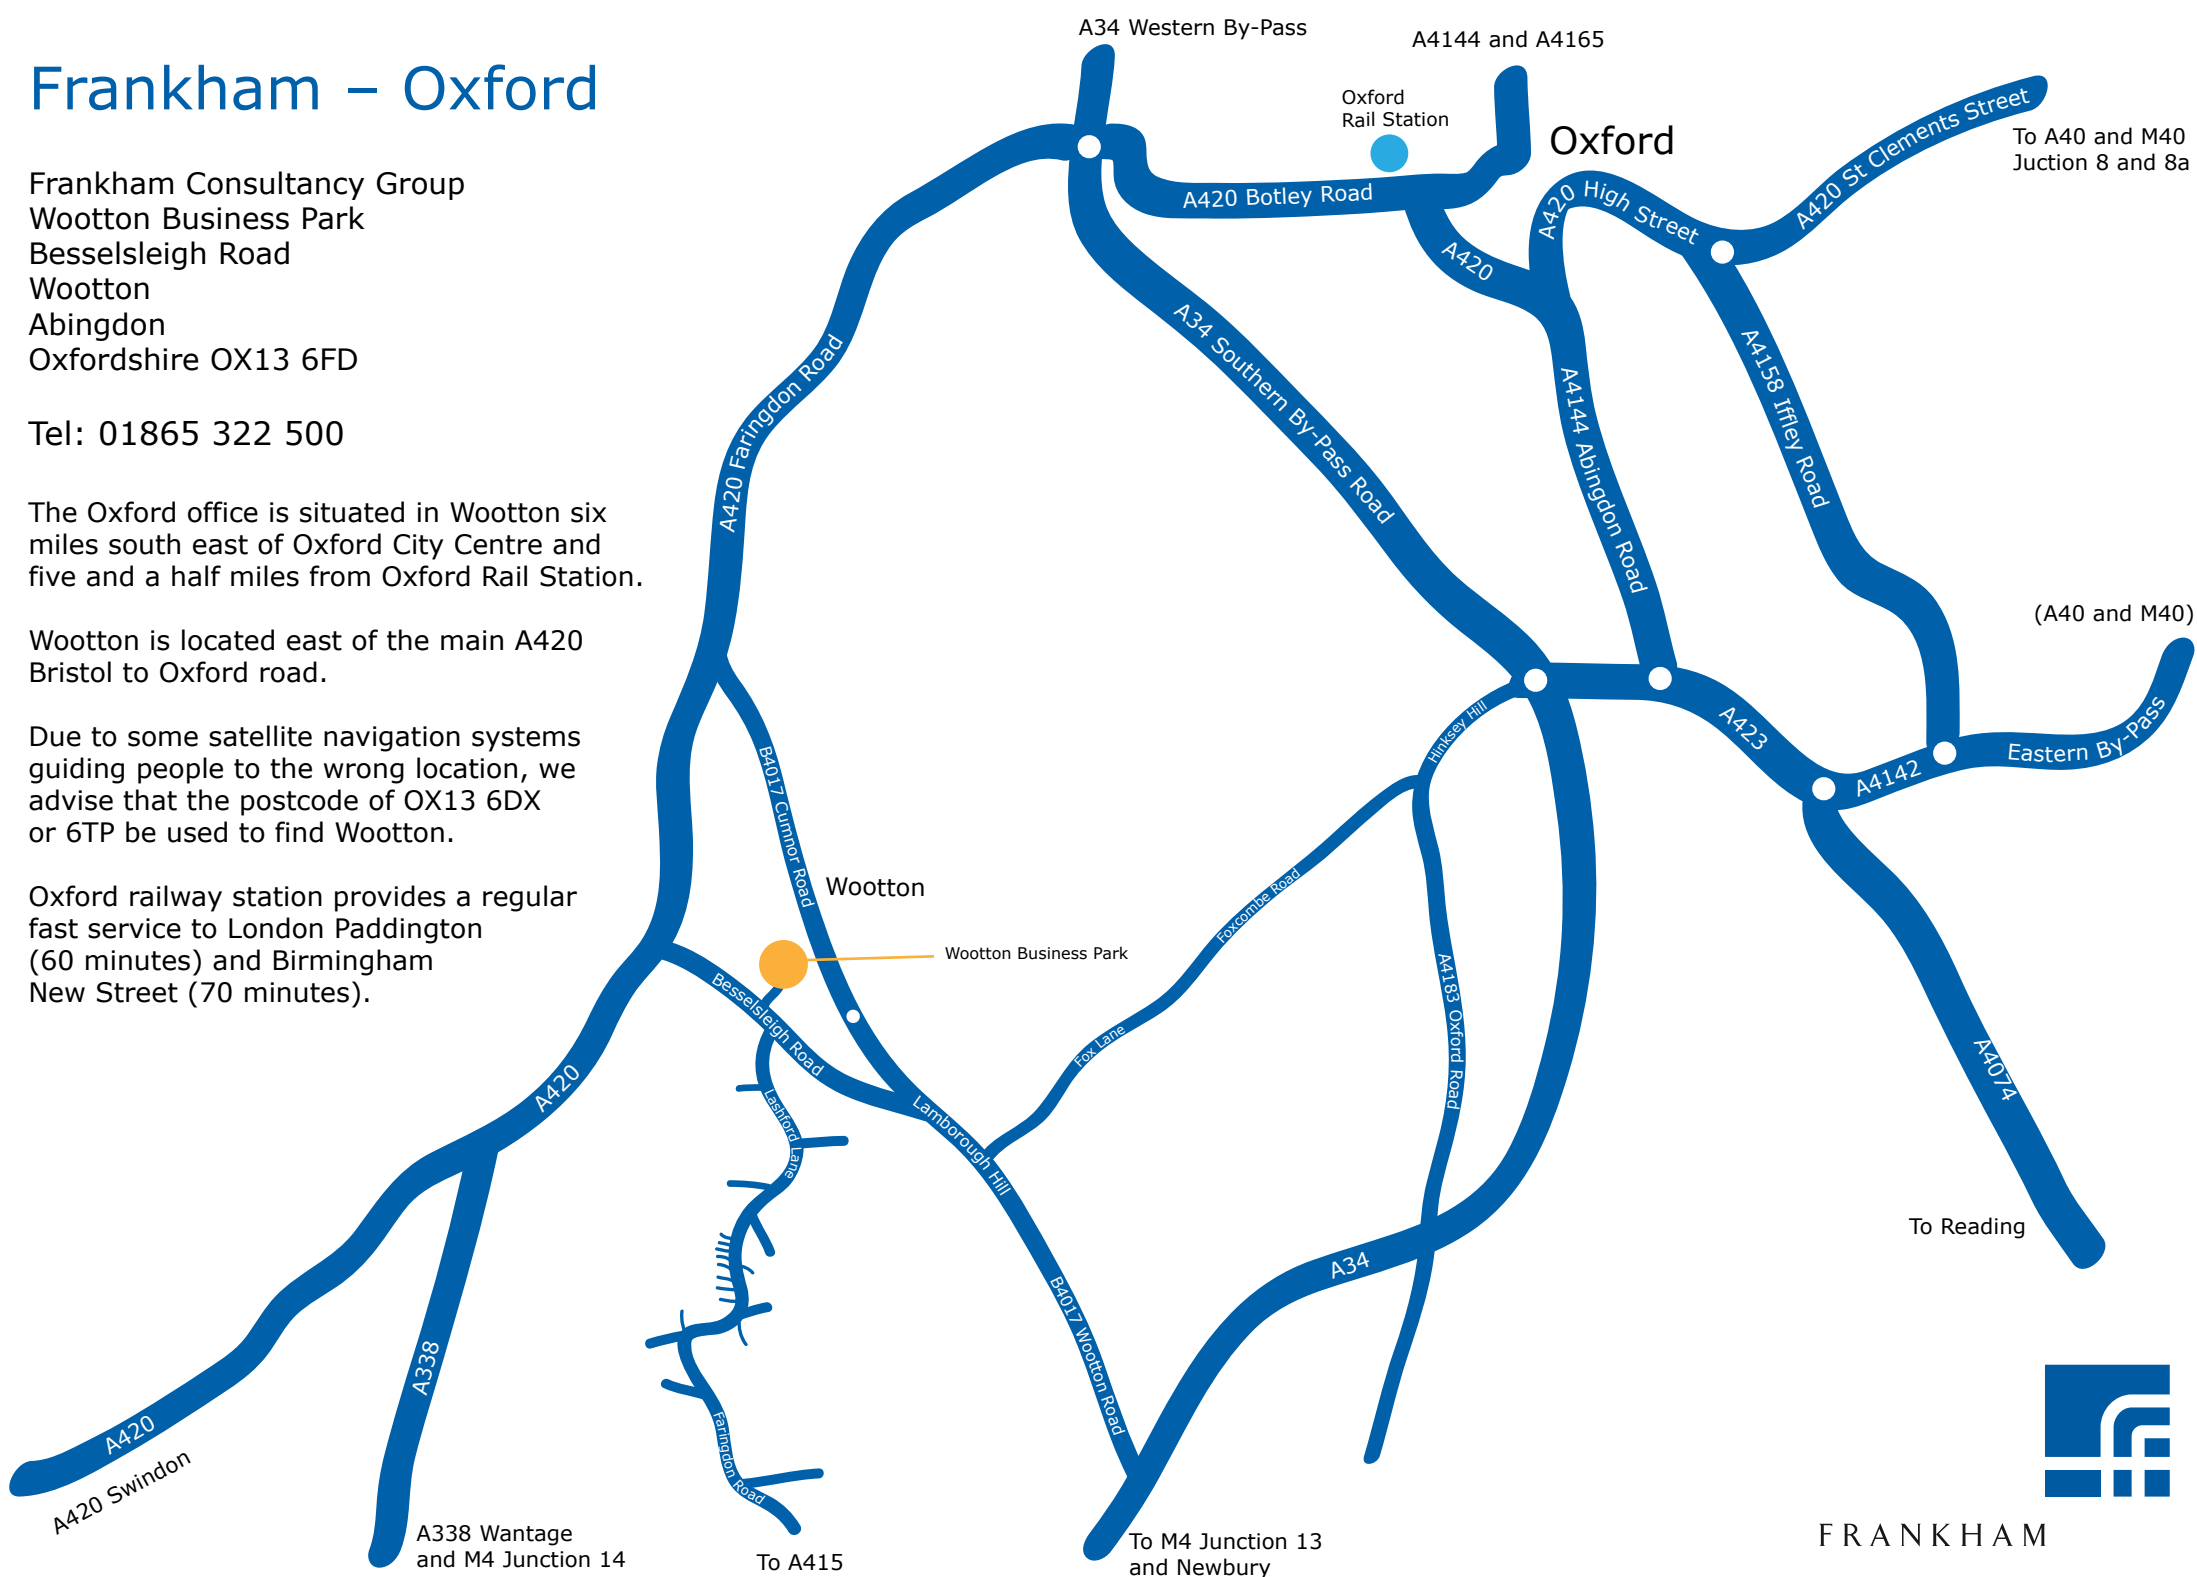 Frankham – Oxford
Frankham Consultancy Group
Wootton Business Park
Besselsleigh Road
Wootton
Abingdon
Oxfordshire OX13 6FD
Tel: 01865 322 500
The Oxford office is situated in Wootton six
miles south east of Oxford City Centre and
five and a half miles from Oxford Rail Station.
Wootton is located east of the main A420
Bristol to Oxford road.
Due to some satellite navigation systems
guiding people to the wrong location, we
advise that the postcode of OX13 6DX
or 6TP be used to find Wootton.
Oxford railway station provides a regular
fast service to London Paddington
(60 minutes) and Birmingham
New Street (70 minutes).
A34 Western By-Pass
A4144 and A4165
Oxford
Rail Station
Oxford
To A40 and M40
Juction 8 and 8a
A420 St Clements Street
A420 High Street
A420 Botley Road
A420
A34 Southern By-Pass Road
A420 Faringdon Road
A4144 Abingdon Road
A4158 Iffley Road
(A40 and M40)
Eastern By-Pass
A4142
A423
Hinksey Hill
B4017 Cumnor Road
Wootton
Wootton Business Park
Foxcombe Road
Fox Lane
A4183 Oxford Road
Besselsleigh Road
Lashford Lane
Lamborough Hill
A4074
To Reading
A420
A34
B4017 Wootton Road
A338
Faringdon Road
A420
A420 Swindon
A338 Wantage
and M4 Junction 14
To A415
To M4 Junction 13
and Newbury
FRANKHAM